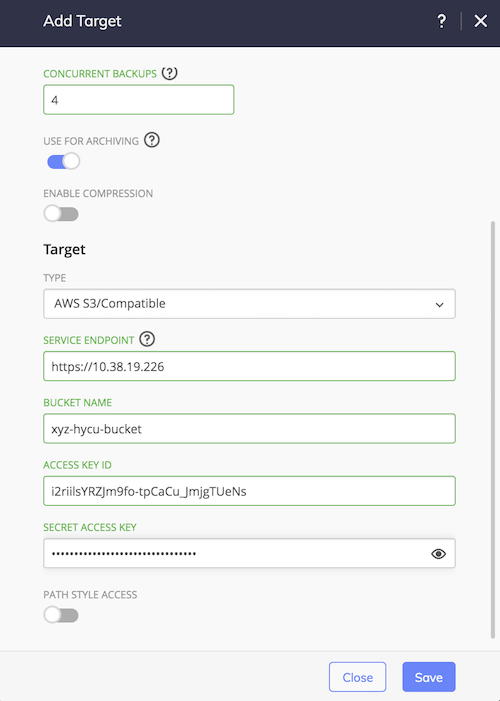 Add Target
?
CONCURRENT BACKUPS ?
4
USE FOR ARCHIVING ?
ENABLE COMPRESSION
Target
TYPE
AWS S3/Compatible
SERVICE ENDPOINT ?
https://10.38.19.226
BUCKET NAME
xyz-hycu-bucket
ACCESS KEY ID
i2riilsYRZJm9fo-tpCaCu_JmjgTUeNs
SECRET ACCESS KEY
••••••••••••••••••••••••••••••••
PATH STYLE ACCESS
Close
Save